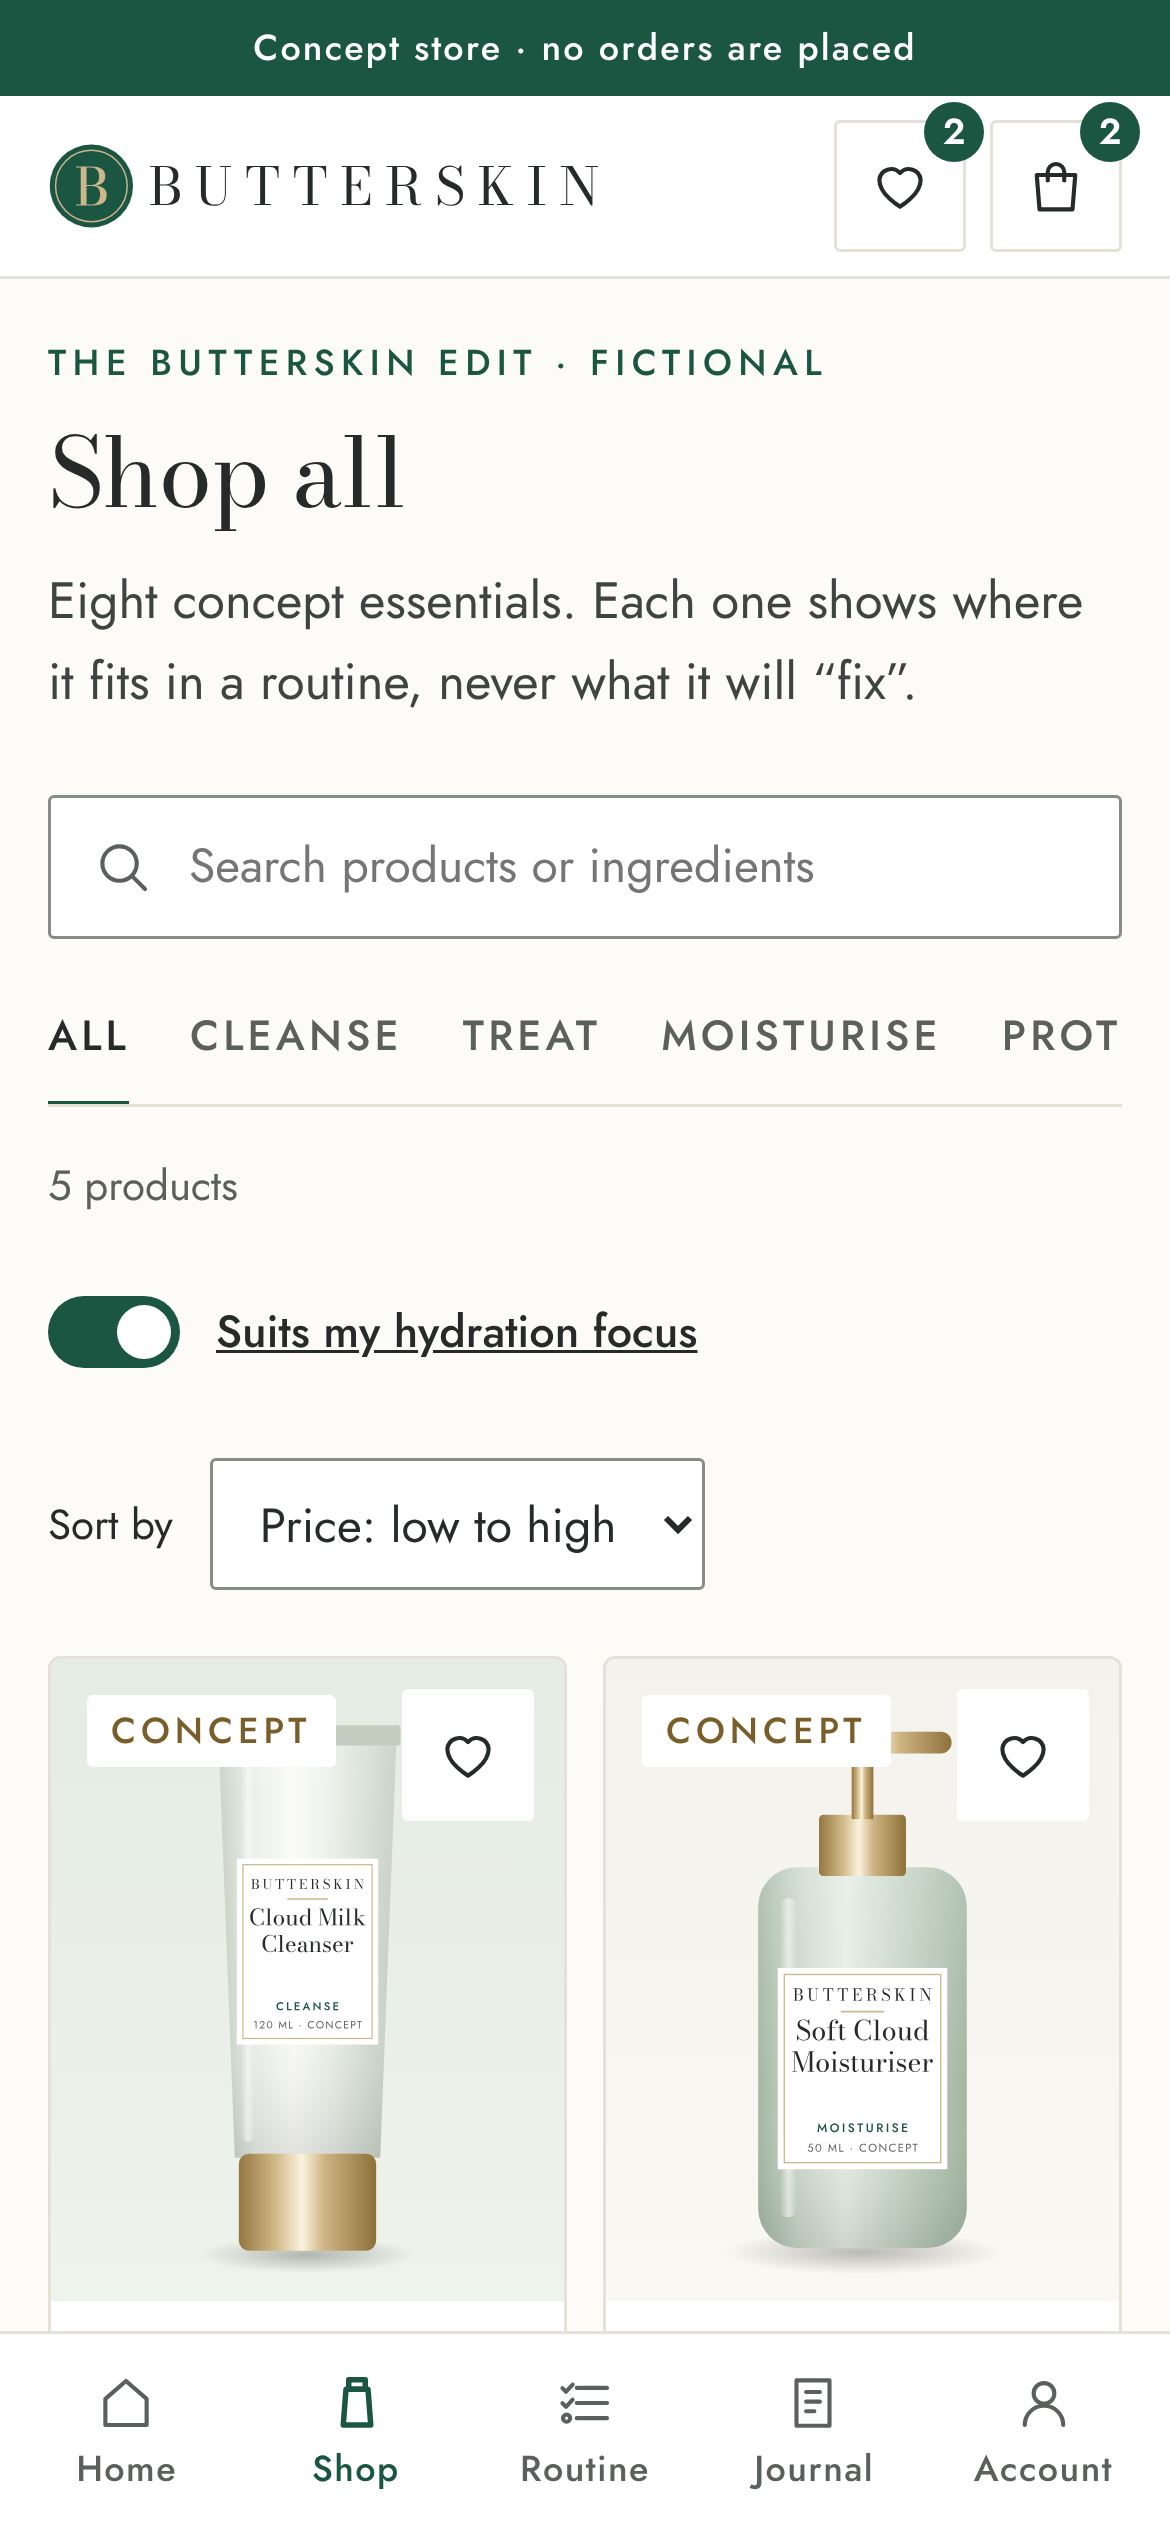 Concept store · no orders are placed
B BUTTERSKIN
2
2
THE BUTTERSKIN EDIT · FICTIONAL
Shop all
Eight concept essentials. Each one shows where
it fits in a routine, never what it will “fix”.
Search products or ingredients
ALL CLEANSE TREAT MOISTURISE PROT
5 products
Suits my hydration focus
Sort by Price: low to high
CONCEPT
BUTTERSKIN
Cloud Milk
Cleanser
CLEANSE
120 ML · CONCEPT
CONCEPT
BUTTERSKIN
Soft Cloud
Moisturiser
MOISTURISE
50 ML · CONCEPT
Home Shop Routine Journal Account